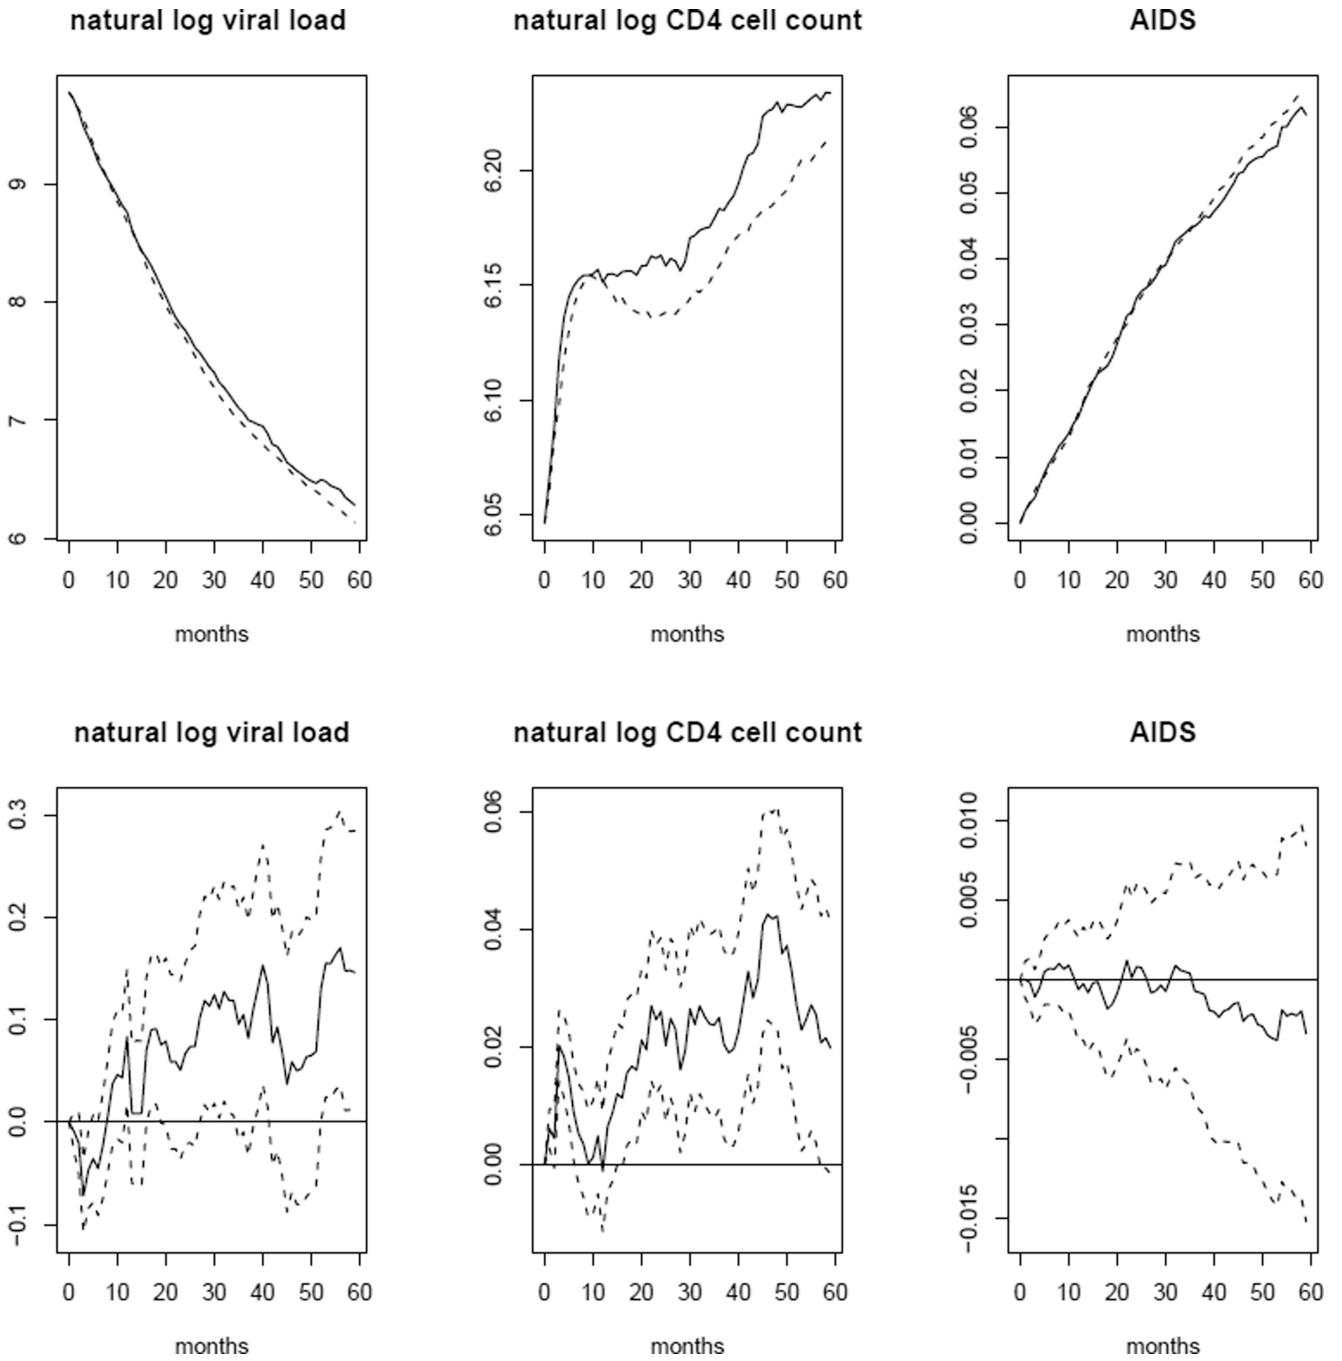 natural log viral load
natural log CD4 cell count
AIDS
9
8
7
6
0 10 20 30 40 50 60
months
6.20
6.15
6.10
6.05
0 10 20 30 40 50 60
months
0.06
0.05
0.04
0.03
0.02
0.01
0.00
0 10 20 30 40 50 60
months
natural log viral load
natural log CD4 cell count
AIDS
0.3
0.2
0.1
0.0
−0.1
0 10 20 30 40 50 60
months
0.06
0.04
0.02
0.00
0 10 20 30 40 50 60
months
0.010
0.005
−0.005
−0.015
0 10 20 30 40 50 60
months